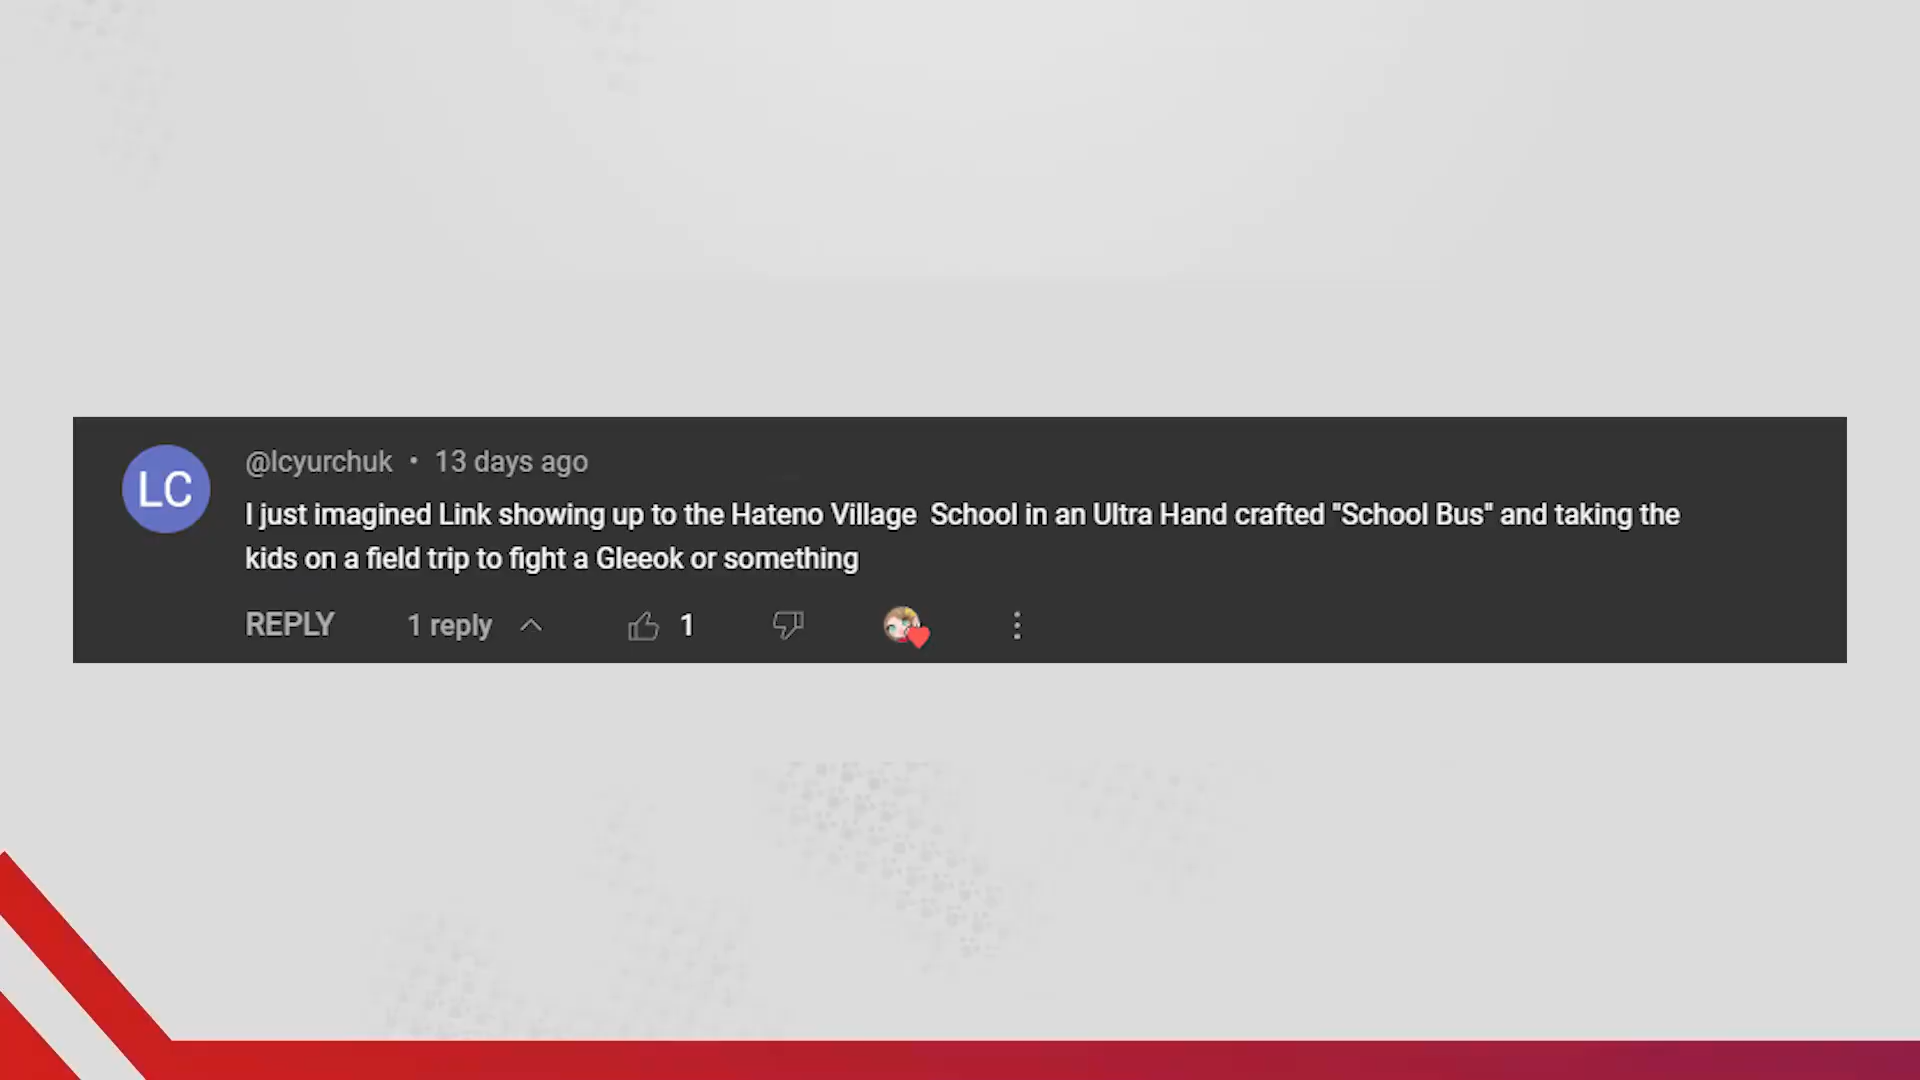 LC
@lcyurchuk • 13 days ago
I just imagined Link showing up to the Hateno Village  School in an Ultra Hand crafted "School Bus" and taking the
kids on a field trip to fight a Gleeok or something
REPLY 1 reply 1